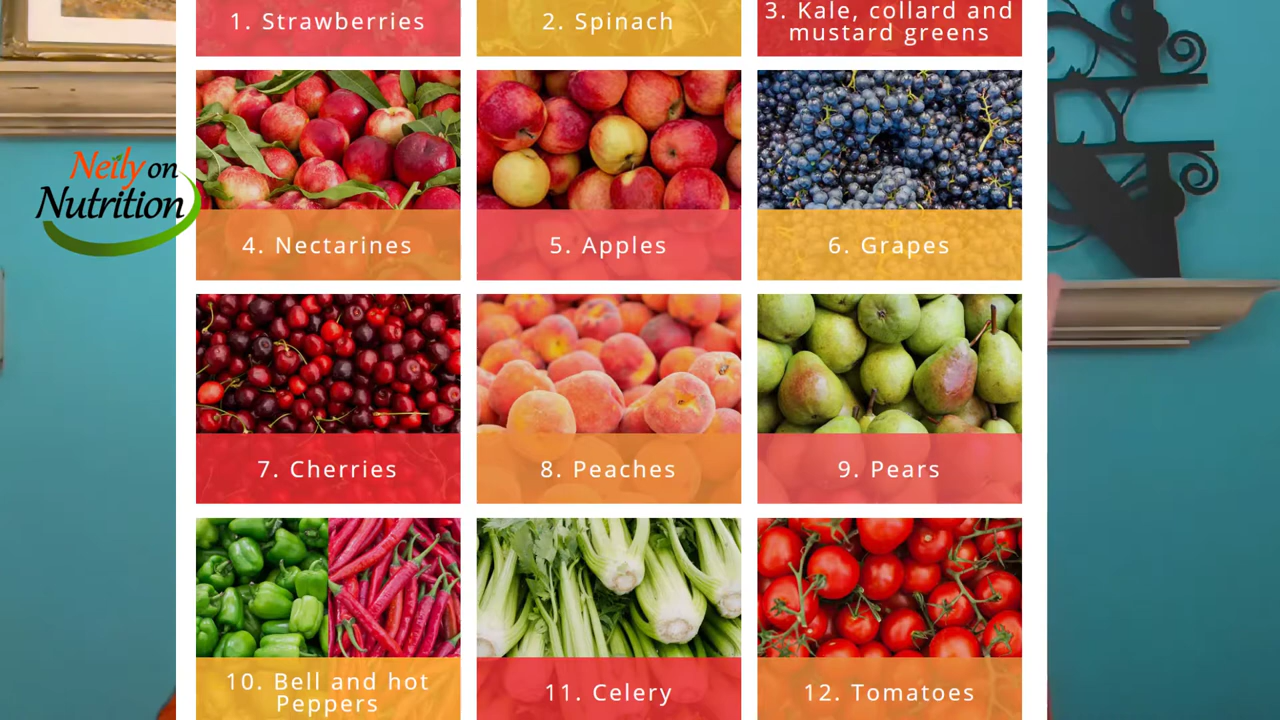 1. Strawberries
2. Spinach
3. Kale, collard and
mustard greens
Neily on
Nutrition
4. Nectarines
5. Apples
6. Grapes
7. Cherries
8. Peaches
9. Pears
10. Bell and hot
Peppers
11. Celery
12. Tomatoes